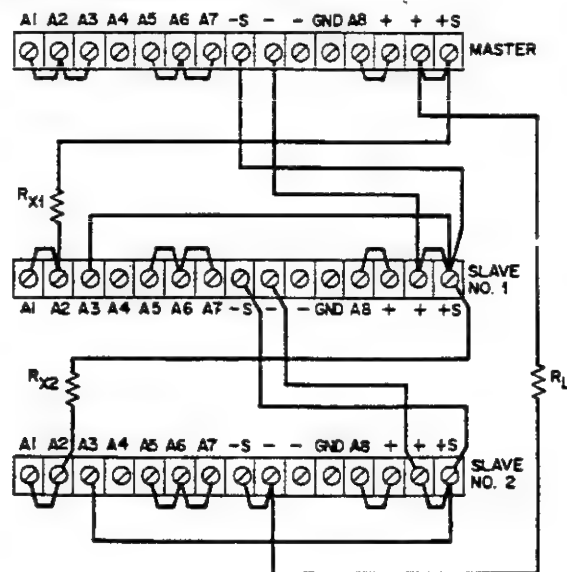 A1 A2 A3 A4 A5 A6 A7 -S - - GND A8 + + +S
MASTER
RX1
SLAVE
NO. 1
A1 A2 A3 A4 A5 A6 A7 -S - - GND A8 + + +S
RX2
RL
A1 A2 A3 A4 A5 A6 A7 -S - - GND A8 + + +S
SLAVE
NO. 2